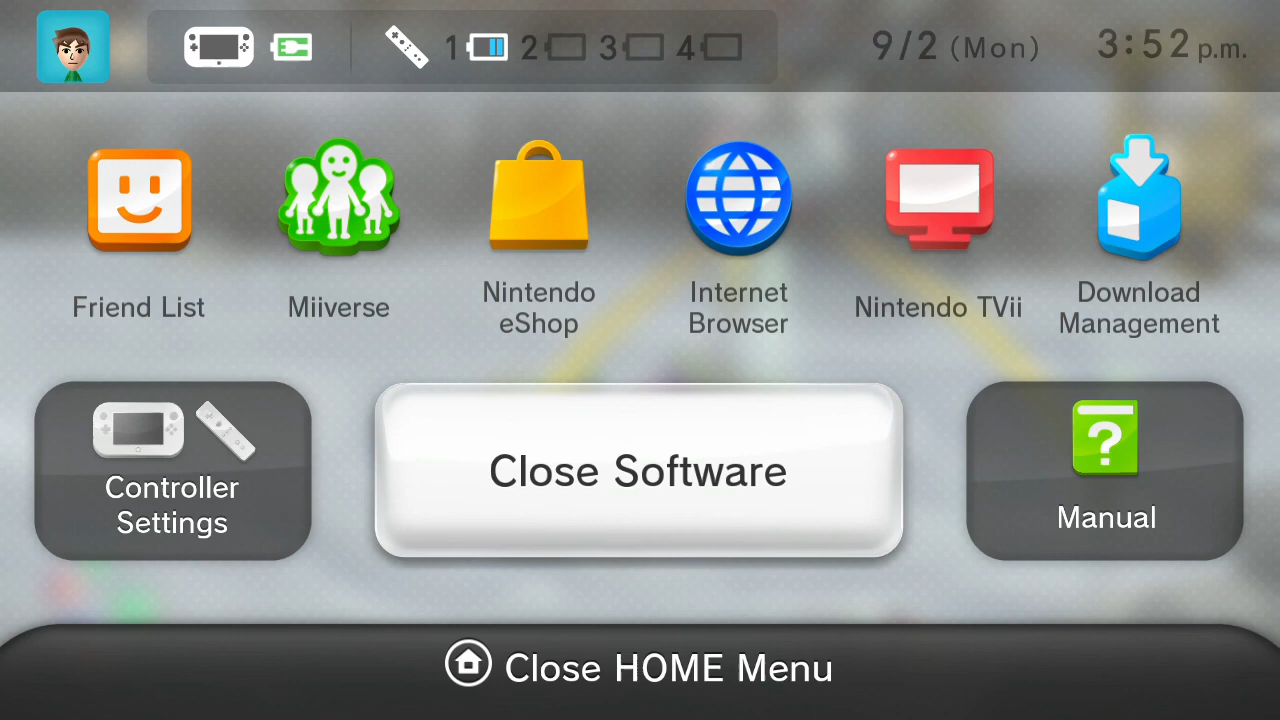 1 2 3 4 9/2 (Mon) 3:52 p.m.
Friend List
Miiverse
Nintendo
eShop
Internet
Browser
Nintendo TVii
Download
Management
Controller
Settings
Close Software
?
Manual
Close HOME Menu